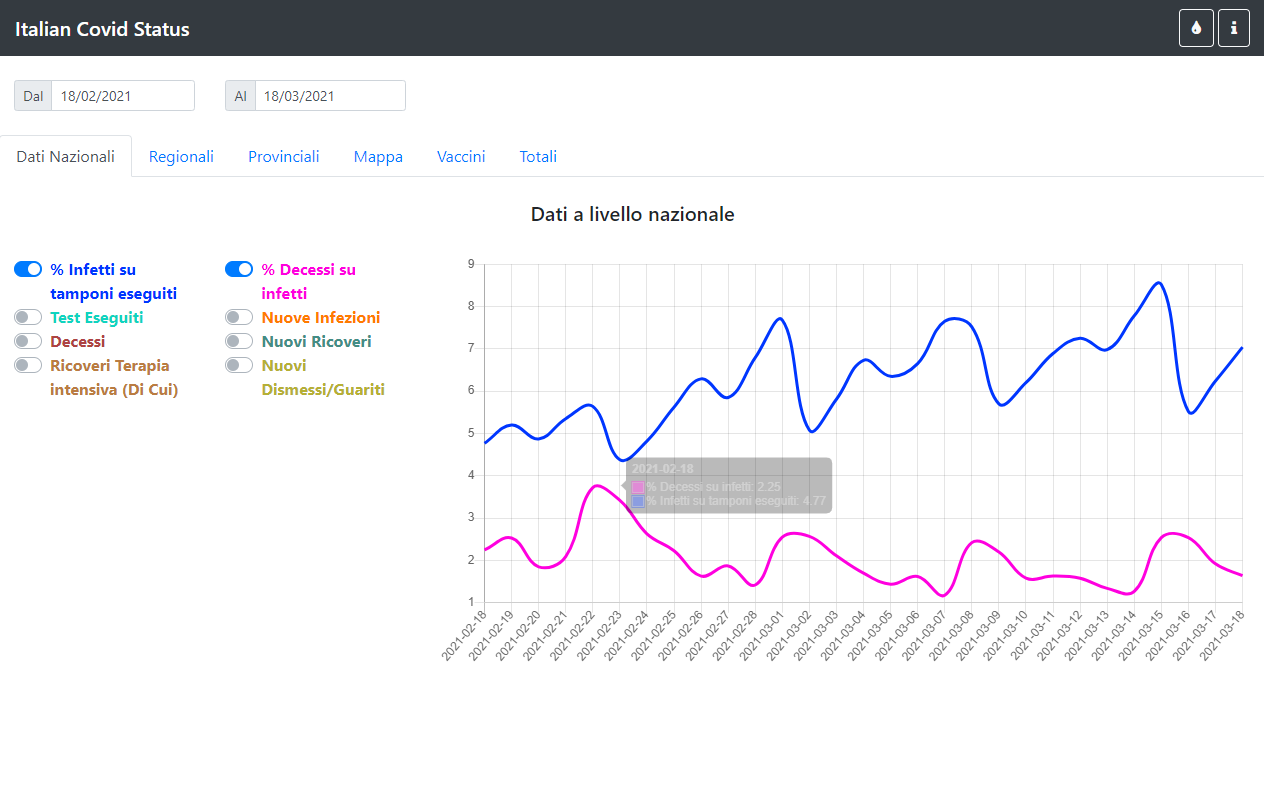 Italian Covid Status
Dal 18/02/2021 Al 18/03/2021
Dati Nazionali Regionali Provinciali Mappa Vaccini Totali
Dati a livello nazionale
% Infetti su
tamponi eseguiti
% Decessi su
infetti
Test Eseguiti
Nuove Infezioni
Decessi
Nuovi Ricoveri
Ricoveri Terapia
intensiva (Di Cui)
Nuovi
Dismessi/Guariti
9
8
7
6
5
4
3
2
1
2021-02-18
% Decessi su infetti: 2.25
% Infetti su tamponi eseguiti: 4.77
2021-02-18
2021-02-19
2021-02-20
2021-02-21
2021-02-22
2021-02-23
2021-02-24
2021-02-25
2021-02-26
2021-02-27
2021-02-28
2021-03-01
2021-03-02
2021-03-03
2021-03-04
2021-03-05
2021-03-06
2021-03-07
2021-03-08
2021-03-09
2021-03-10
2021-03-11
2021-03-12
2021-03-13
2021-03-14
2021-03-15
2021-03-16
2021-03-17
2021-03-18